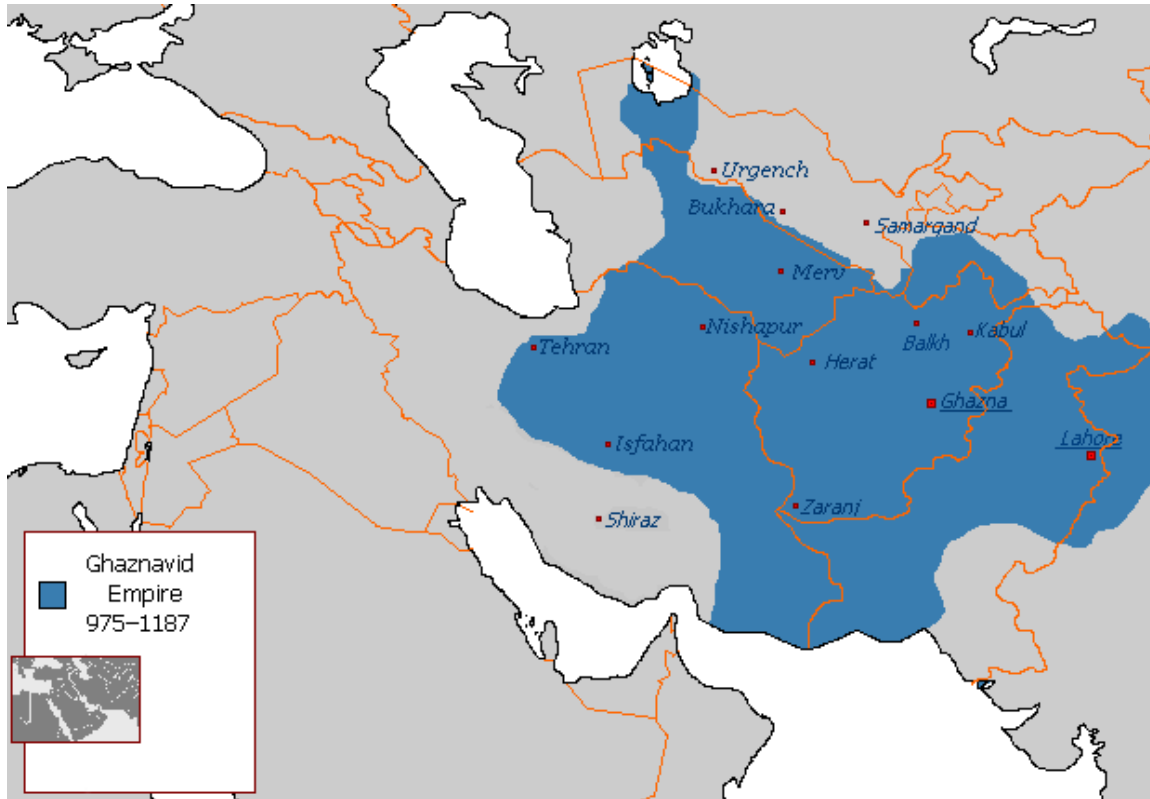 Urgench
Bukhara
Samarqand
Merv
Nishapur
Tehran
Herat
Balkh
Kabul
Ghazna
Isfahan
Lahore
Zaranj
Shiraz
Ghaznavid
Empire
975–1187